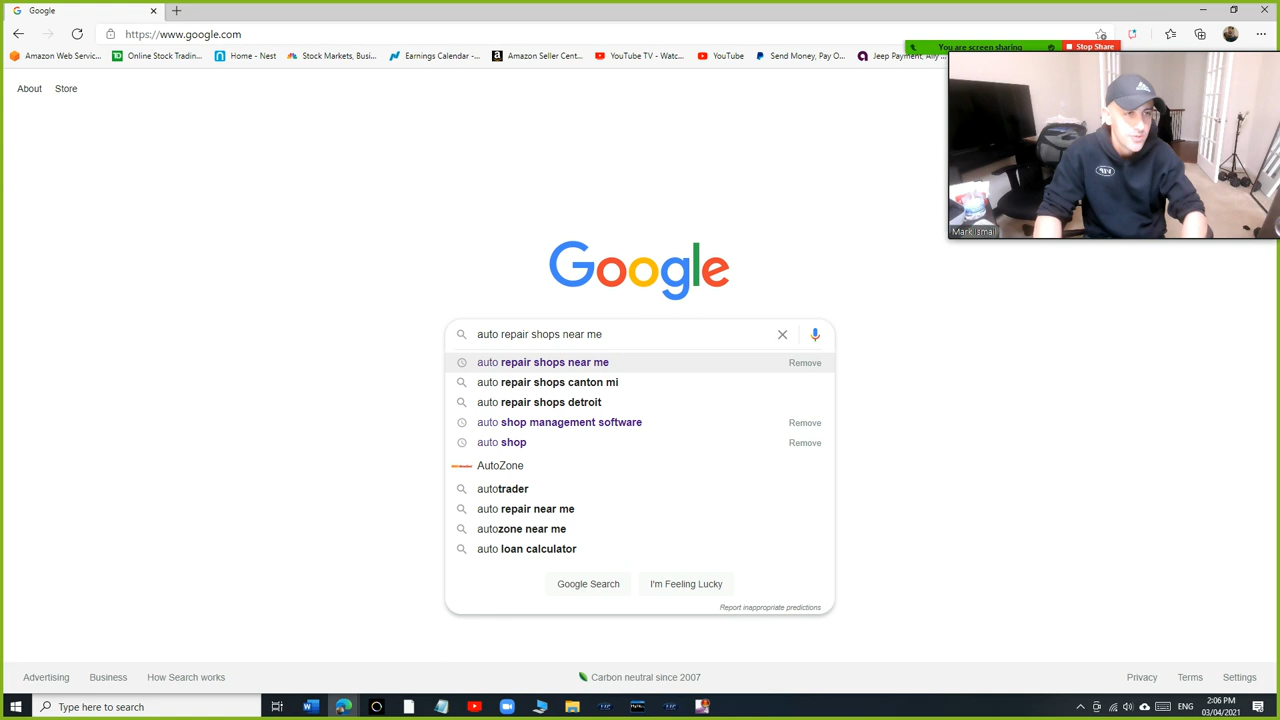 Google
https://www.google.com
Amazon Web Servic...
Online Stock Tradin...
Home - Nest
Stock Markets, Busi...
Earnings Calendar -...
Amazon Seller Cent...
YouTube TV - Watc...
YouTube
Send Money, Pay O...
Jeep Payment, Ally ...
You are screen sharing
Stop Share
About
Store
Mark Ismail
Google
auto repair shops near me
auto repair shops near me
Remove
auto repair shops canton mi
auto repair shops detroit
auto shop management software
Remove
auto shop
Remove
AutoZone
autotrader
auto repair near me
autozone near me
auto loan calculator
Google Search
I'm Feeling Lucky
Report inappropriate predictions
Advertising
Business
How Search works
Carbon neutral since 2007
Privacy
Terms
Settings
Type here to search
ENG
2:06 PM
03/04/2021